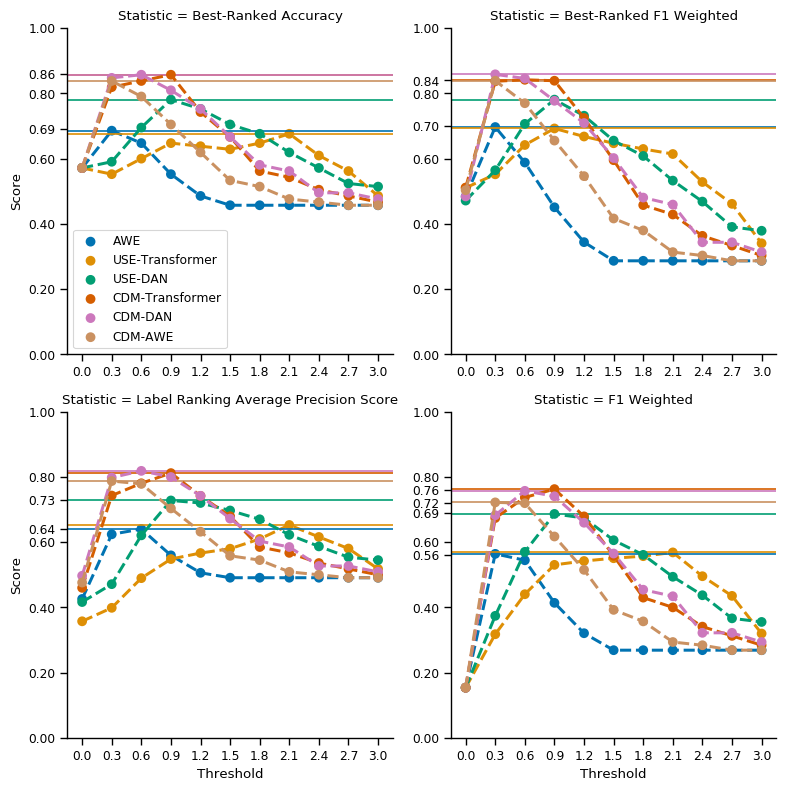 Statistic = Best-Ranked Accuracy
1.00
0.86
0.80
0.69
0.60
0.40
0.20
0.00
Score
AWE
USE-Transformer
USE-DAN
CDM-Transformer
CDM-DAN
CDM-AWE
0.0 0.3 0.6 0.9 1.2 1.5 1.8 2.1 2.4 2.7 3.0
Statistic = Best-Ranked F1 Weighted
1.00
0.84
0.80
0.70
0.60
0.40
0.20
0.00
0.0 0.3 0.6 0.9 1.2 1.5 1.8 2.1 2.4 2.7 3.0
Statistic = Label Ranking Average Precision Score
1.00
0.80
0.73
0.64
0.60
0.40
0.20
0.00
Score
0.0 0.3 0.6 0.9 1.2 1.5 1.8 2.1 2.4 2.7 3.0
Threshold
Statistic = F1 Weighted
1.00
0.80
0.76
0.72
0.69
0.60
0.56
0.40
0.20
0.00
0.0 0.3 0.6 0.9 1.2 1.5 1.8 2.1 2.4 2.7 3.0
Threshold